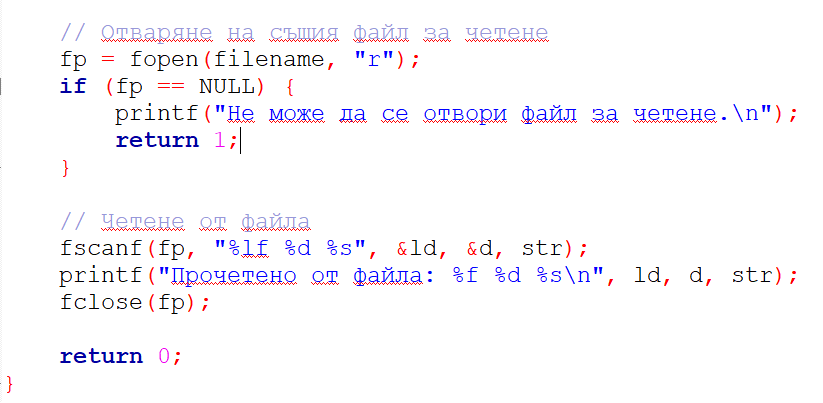 // Отваряне на същия файл за четене
fp = fopen(filename, "r");
if (fp == NULL) {
printf("Не може да се отвори файл за четене.\n");
return 1;
}
// Четене от файла
fscanf(fp, "%lf %d %s", &ld, &d, str);
printf("Прочетено от файла: %f %d %s\n", ld, d, str);
fclose(fp);
return 0;
}